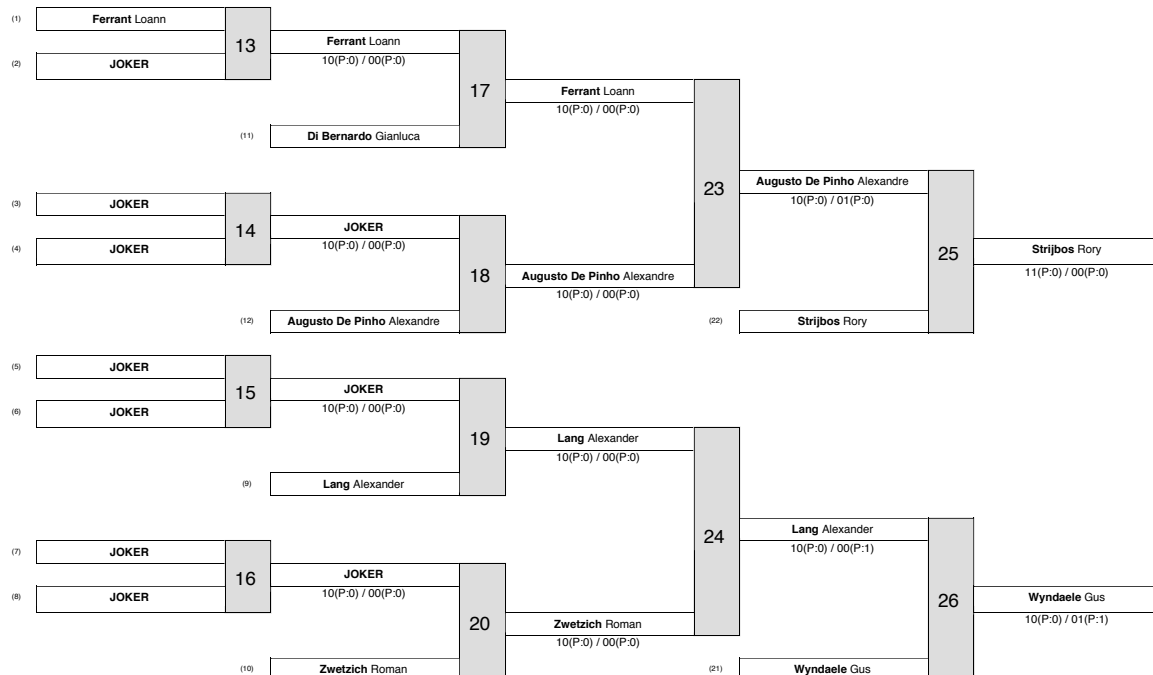 (1) Ferrant Loann
13
Ferrant Loann
10(P:0) / 00(P:0)
(2) JOKER
17
Ferrant Loann
10(P:0) / 00(P:0)
(11) Di Bernardo Gianluca
23
Augusto De Pinho Alexandre
10(P:0) / 01(P:0)
(3) JOKER
14
JOKER
10(P:0) / 00(P:0)
(4) JOKER
18
Augusto De Pinho Alexandre
10(P:0) / 00(P:0)
(12) Augusto De Pinho Alexandre
25
Strijbos Rory
11(P:0) / 00(P:0)
(22) Strijbos Rory
(5) JOKER
15
JOKER
10(P:0) / 00(P:0)
(6) JOKER
19
Lang Alexander
10(P:0) / 00(P:0)
(9) Lang Alexander
24
Lang Alexander
10(P:0) / 00(P:1)
(7) JOKER
16
JOKER
10(P:0) / 00(P:0)
(8) JOKER
20
Zwetzich Roman
10(P:0) / 00(P:0)
(10) Zwetzich Roman
26
Wyndaele Gus
10(P:0) / 01(P:1)
(21) Wyndaele Gus